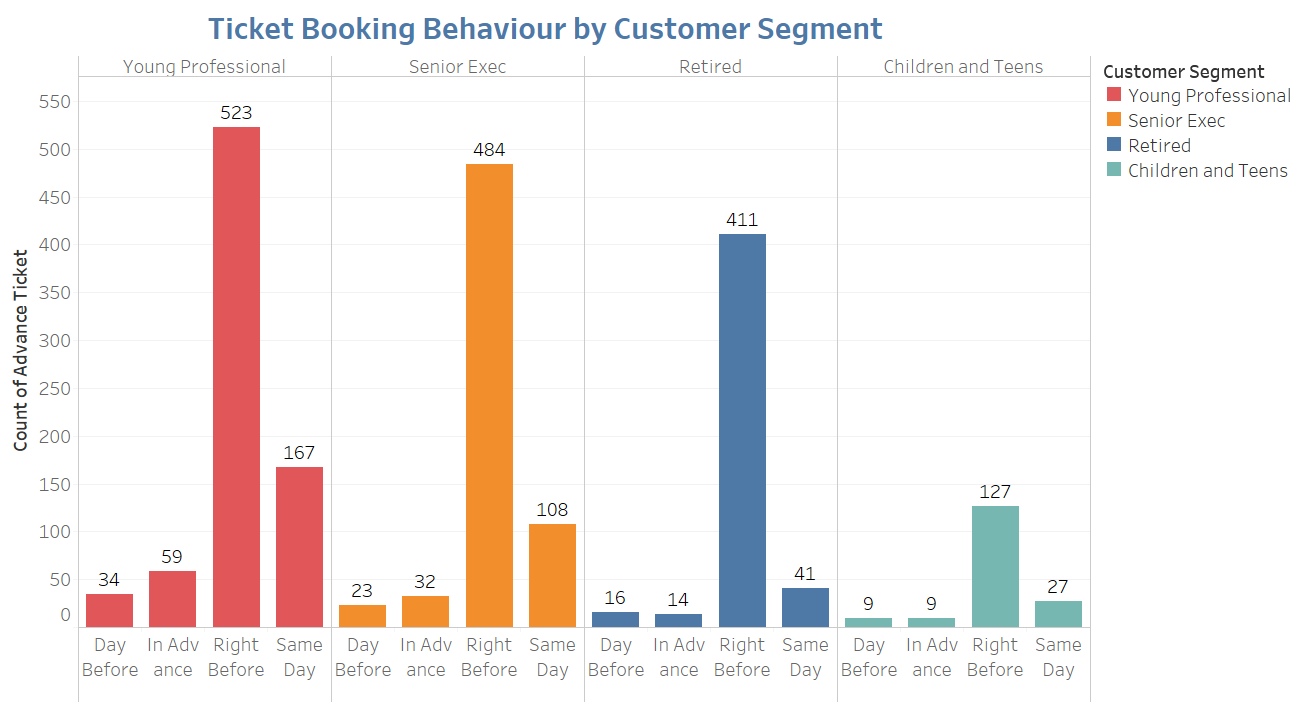 Ticket Booking Behaviour by Customer Segment
Young Professional Senior Exec Retired Children and Teens
Customer Segment
Young Professional
Senior Exec
Retired
Children and Teens
Count of Advance Ticket
550
500
450
400
350
300
250
200
150
100
50
0
34 59 523 167
23 32 484 108
16 14 411 41
9 9 127 27
Day In Adv Right Same Day In Adv Right Same Day In Adv Right Same Day In Adv Right Same
Before ance Before Day Before ance Before Day Before ance Before Day Before ance Before Day